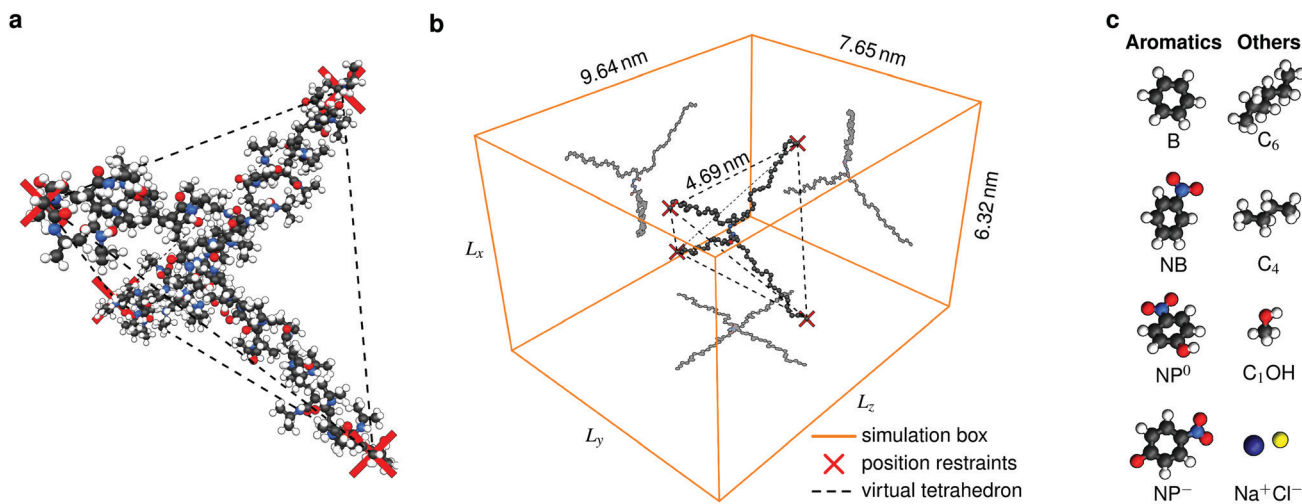 a
b
9.64 nm
7.65 nm
4.69 nm
6.32 nm
Lₓ
L_y
L_z
simulation box
position restraints
virtual tetrahedron
c
Aromatics Others
B C₆
NB C₄
NP⁰ C₁OH
NP⁻ Na⁺Cl⁻